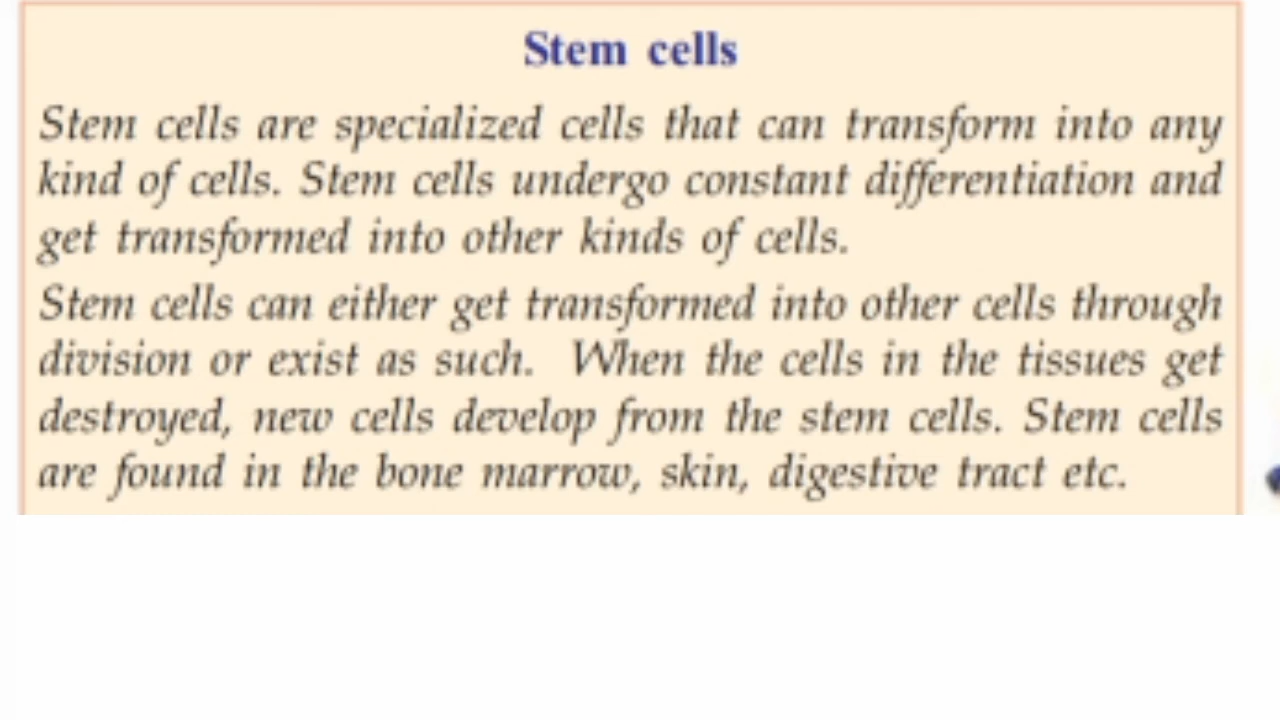 Stem cells
Stem cells are specialized cells that can transform into any
kind of cells. Stem cells undergo constant differentiation and
get transformed into other kinds of cells.
Stem cells can either get transformed into other cells through
division or exist as such. When the cells in the tissues get
destroyed, new cells develop from the stem cells. Stem cells
are found in the bone marrow, skin, digestive tract etc.